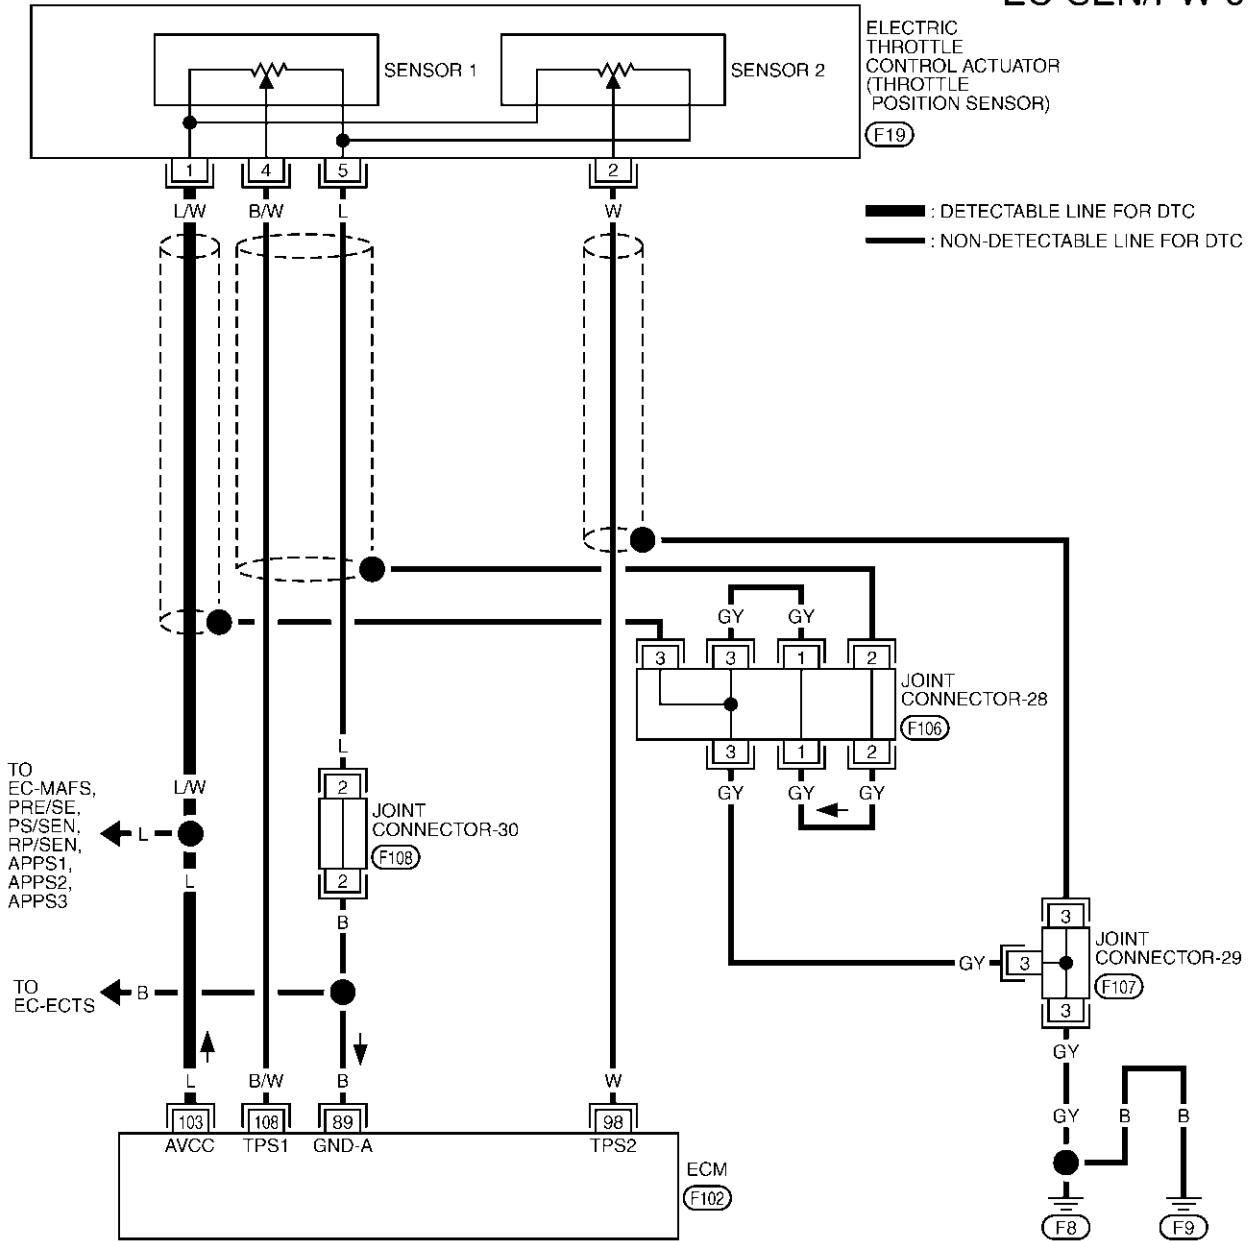 ELECTRIC
THROTTLE
CONTROL ACTUATOR
(THROTTLE
POSITION SENSOR)
F19
SENSOR 1
SENSOR 2
1
4
5
2
L/W
B/W
L
W
: DETECTABLE LINE FOR DTC
: NON-DETECTABLE LINE FOR DTC
GY
GY
3
3
1
2
JOINT
CONNECTOR-28
F106
3
1
2
GY
GY
GY
L
L/W
TO
EC-MAFS,
PRE/SE,
PS/SEN,
RP/SEN,
APPS1,
APPS2,
APPS3
L
L
2
JOINT
CONNECTOR-30
F108
2
B
3
JOINT
CONNECTOR-29
F107
GY
3
3
TO
EC-ECTS
B
GY
L
B/W
B
W
GY
B
B
103
108
89
98
AVCC
TPS1
GND-A
TPS2
ECM
F102
F8
F9